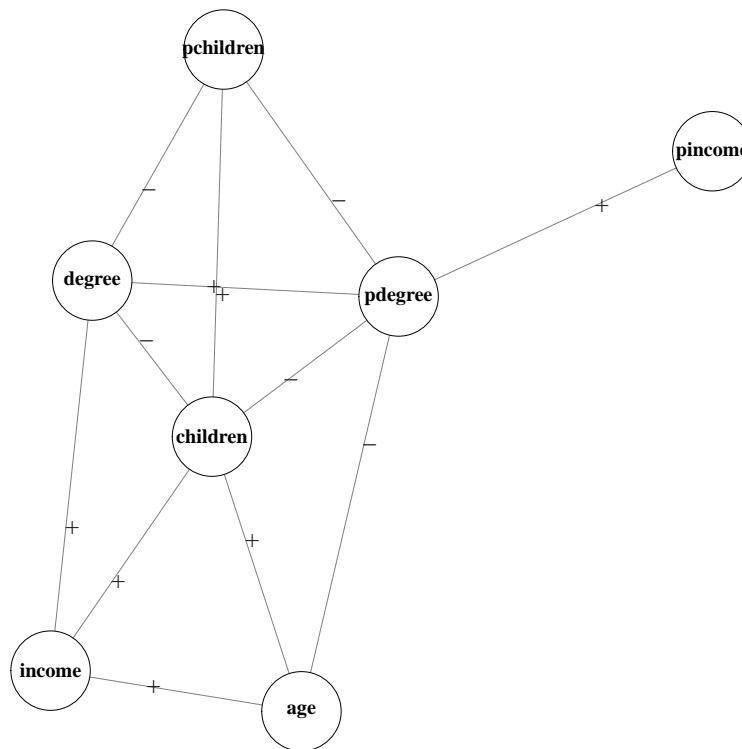 pchildren
pincome
−
−
+
degree
+
+
pdegree
−
−
children
−
+
+
+
income
+
age